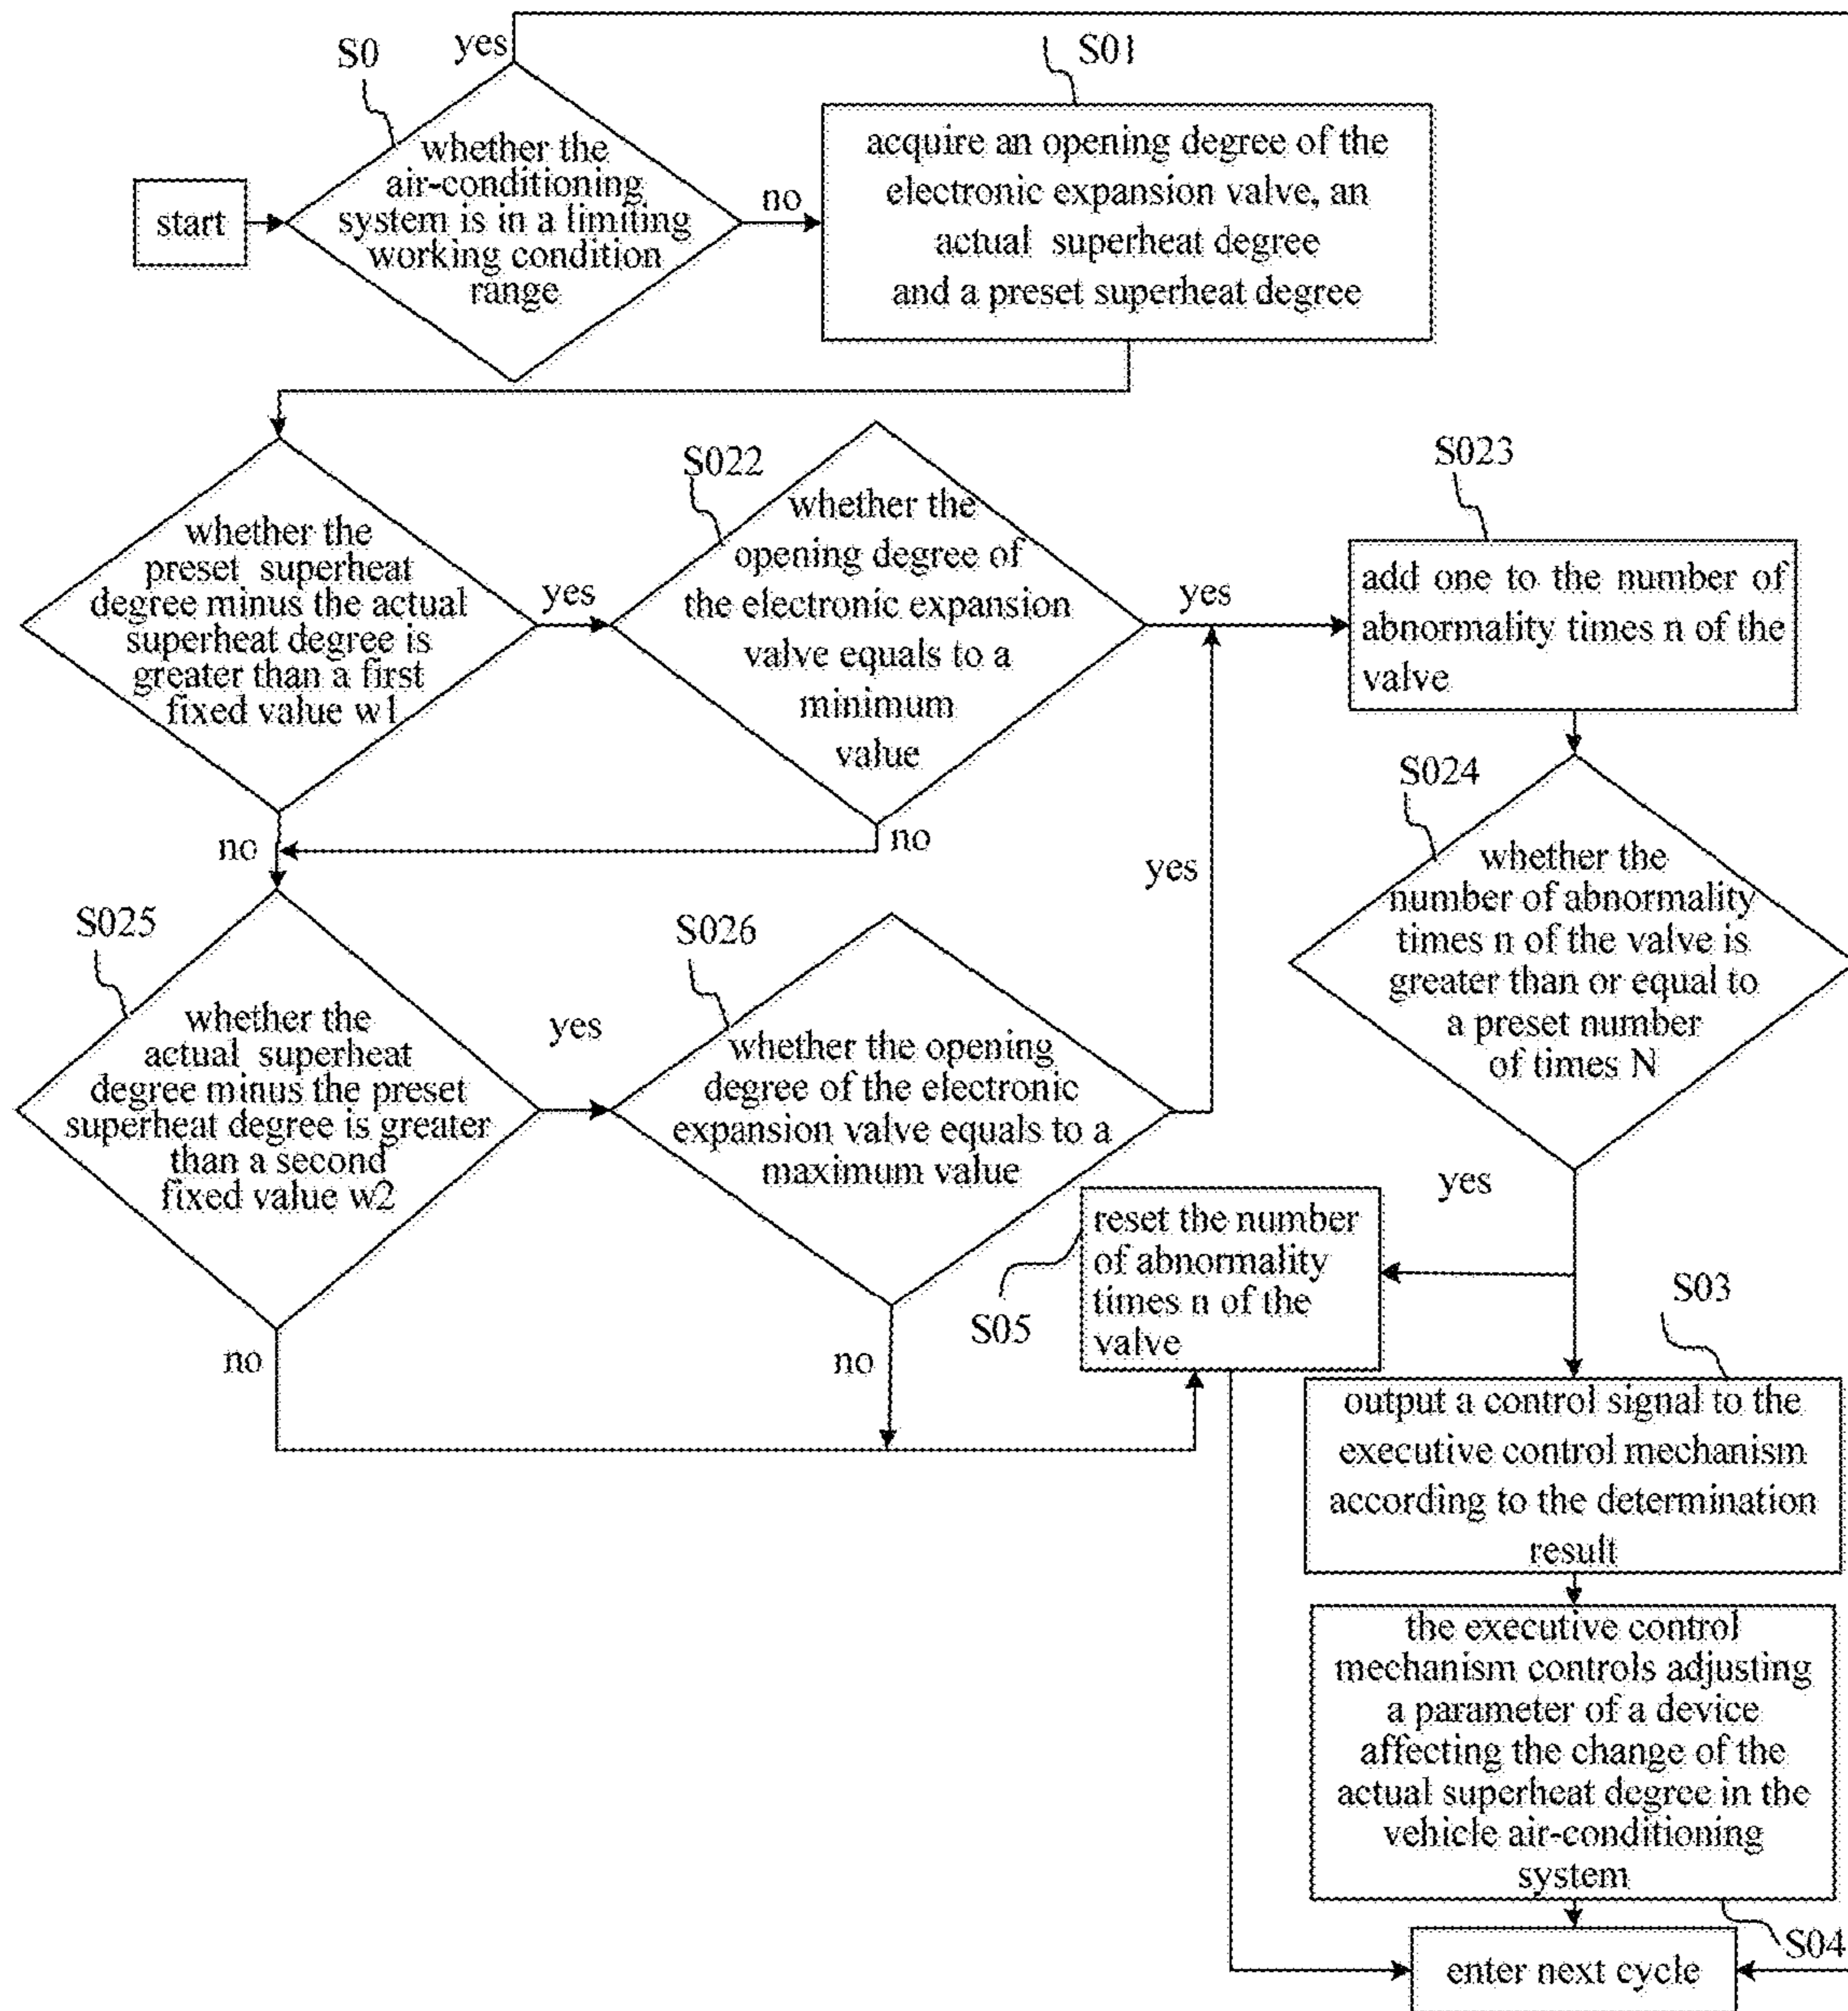 yes
S0
S01
start
whether the
air-conditioning
system is in a limiting
working condition
range
no
acquire an opening degree of the
electronic expansion valve, an
actual superheat degree
and a preset superheat degree
whether the
preset superheat
degree minus the actual
superheat degree is
greater than a first
fixed value w1
yes
no
S022
whether the
opening degree of
the electronic expansion
valve equals to a
minimum
value
yes
no
S023
add one to the number of
abnormality times n of the
valve
S024
whether the
number of abnormality
times n of the valve is
greater than or equal to
a preset number
of times N
yes
S025
whether the
actual superheat
degree minus the preset
superheat degree is greater
than a second
fixed value w2
yes
no
S026
whether the opening
degree of the electronic
expansion valve equals to a
maximum value
yes
no
reset the number
of abnormality
times n of the
valve
S05
S03
output a control signal to the
executive control mechanism
according to the determination
result
the executive control
mechanism controls adjusting
a parameter of a device
affecting the change of the
actual superheat degree in the
vehicle air-conditioning
system
S04
enter next cycle